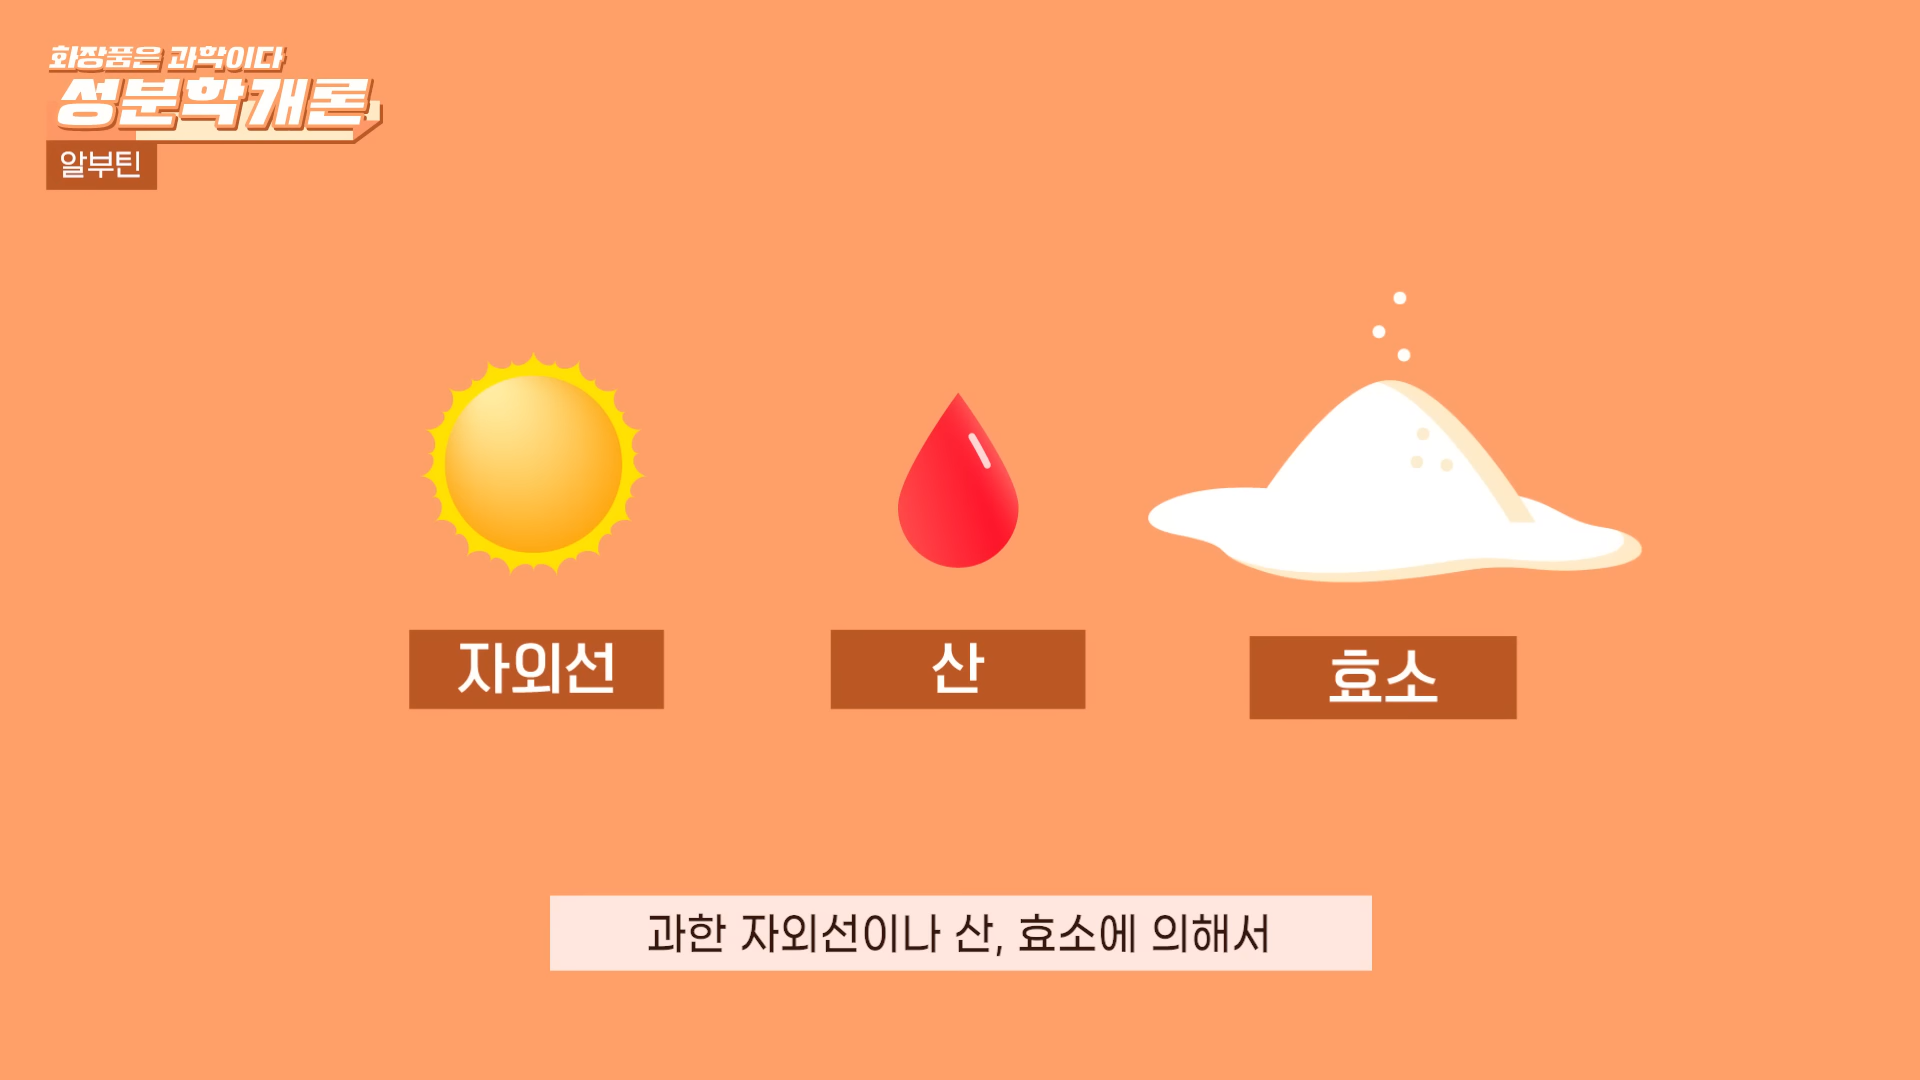 화장품은 과학이다
성분학개론
알부틴
자외선
산
효소
과한 자외선이나 산, 효소에 의해서